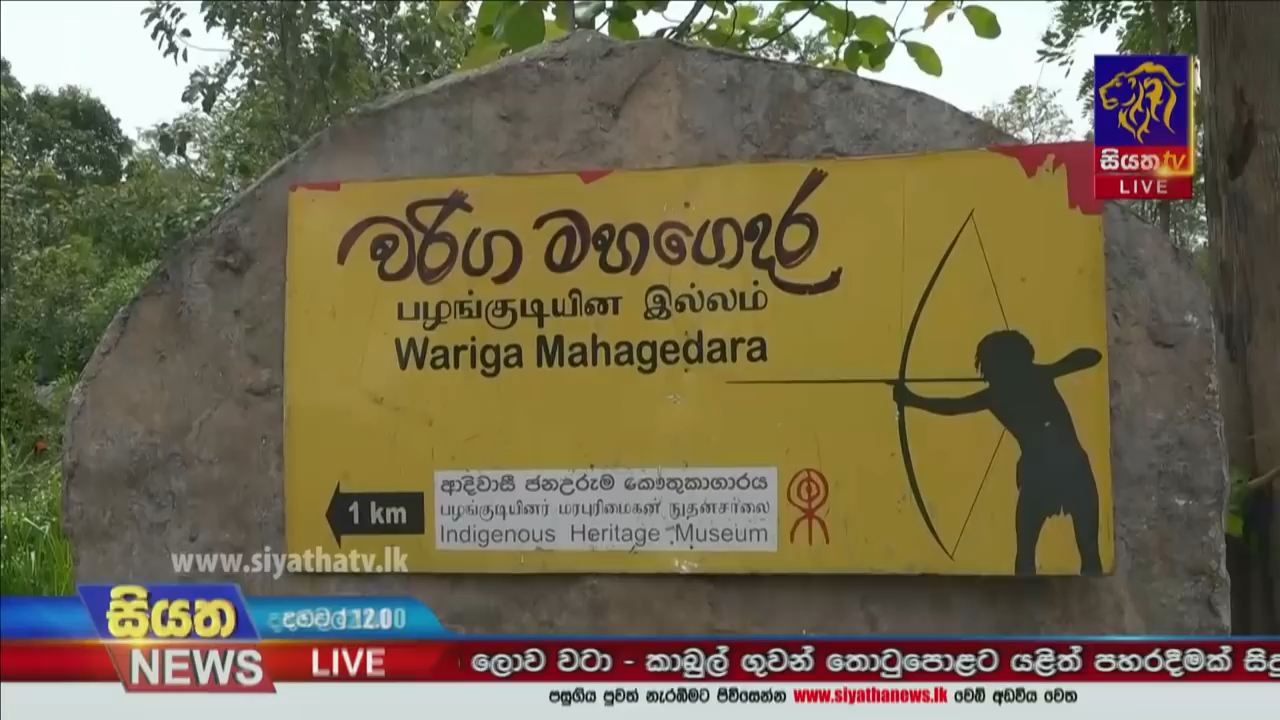 සියත tv
LIVE
වරිග මහගෙදර
பழங்குடியின இல்லம்
Wariga Mahagedara
1 km
ආදිවාසී ජනඋරුම කෞතුකාගාරය
பழங்குடியினர் மரபுரிமைகள் நுதன்சாலை
Indigenous Heritage Museum
www.siyathatv.lk
සියත
දහවල් 12.00
NEWS
LIVE
ලොව වටා - කාබුල් ගුවන් තොටුපොළට යළිත් පහරදීමක්
පසුගිය පුවත් නැරඹීමට පිවිසෙන්න www.siyathanews.lk වෙබ් අඩවිය වෙත